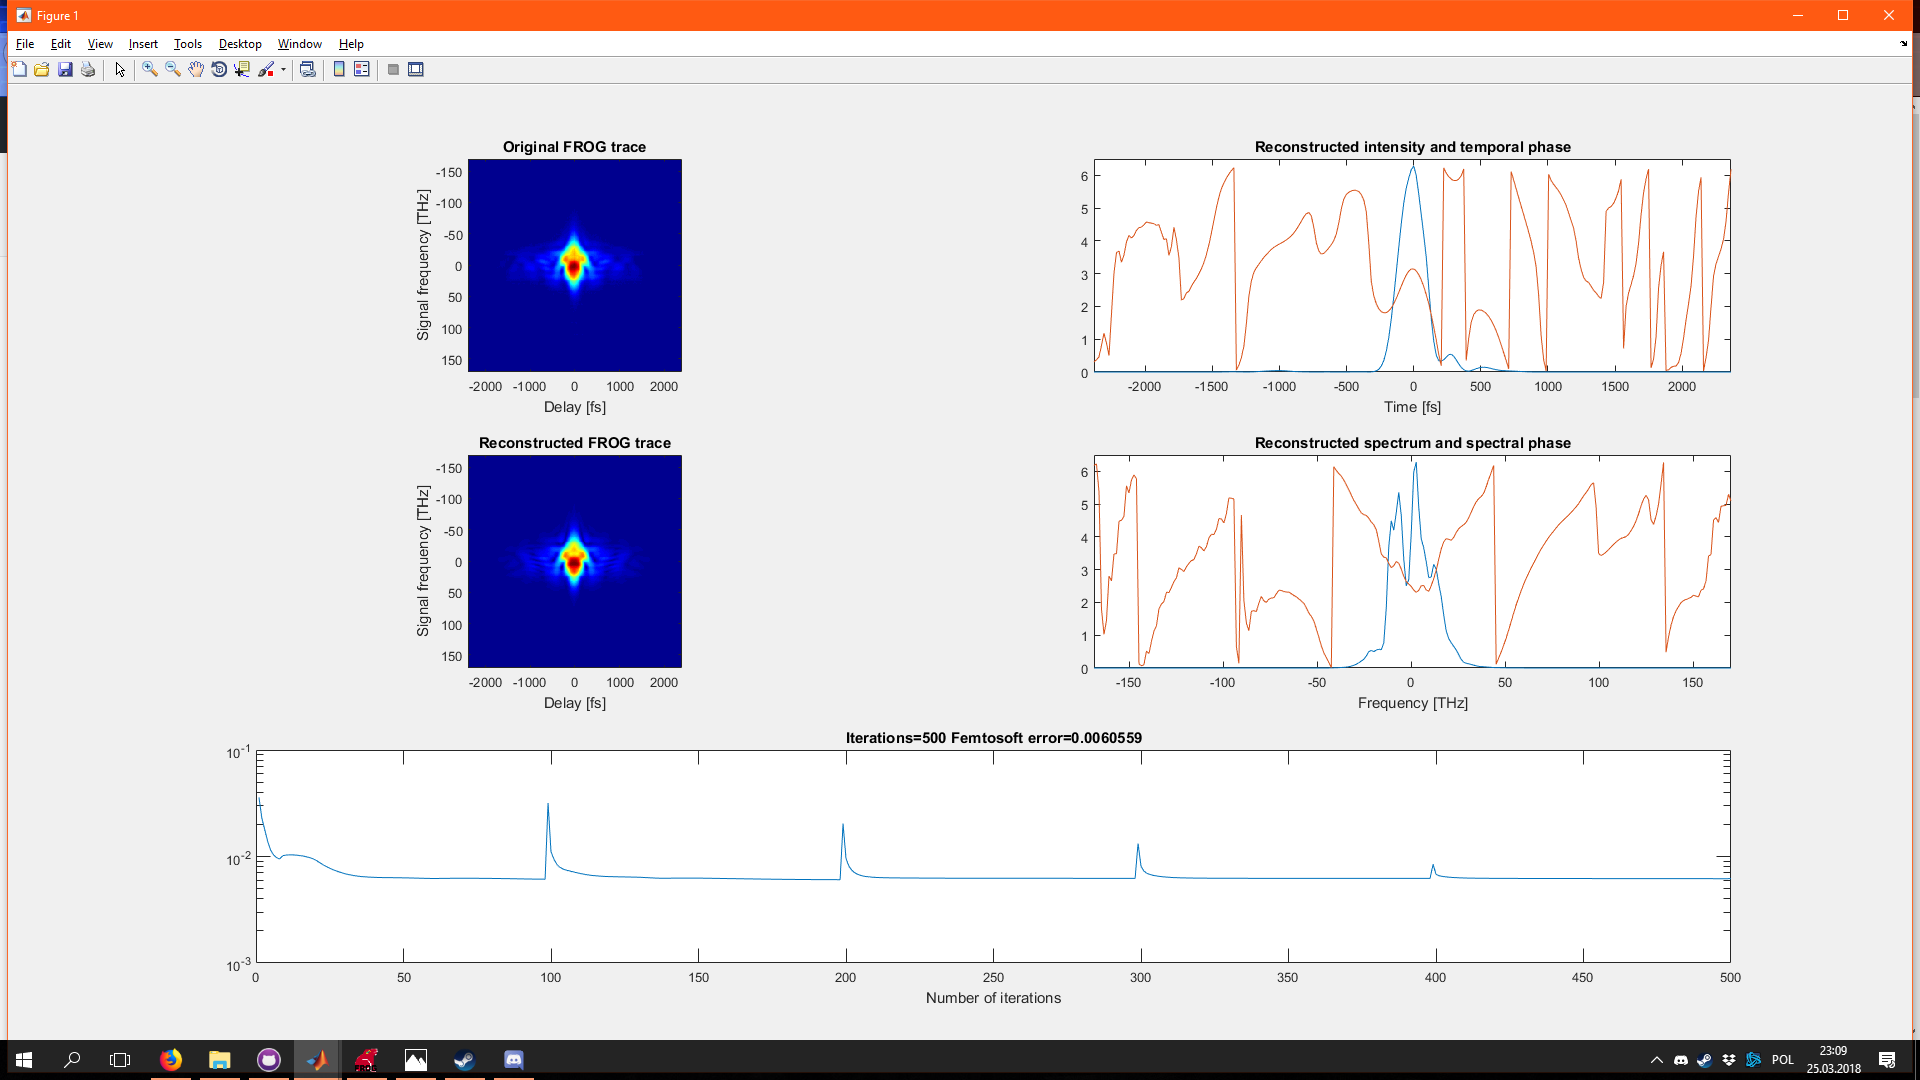 Figure 1
File Edit View Insert Tools Desktop Window Help
Original FROG trace
Signal frequency [THz]
-150
-100
-50
0
50
100
150
-2000 -1000 0 1000 2000
Delay [fs]
Reconstructed intensity and temporal phase
6
5
4
3
2
1
0
-2000 -1500 -1000 -500 0 500 1000 1500 2000
Time [fs]
Reconstructed FROG trace
Signal frequency [THz]
-150
-100
-50
0
50
100
150
-2000 -1000 0 1000 2000
Delay [fs]
Reconstructed spectrum and spectral phase
6
5
4
3
2
1
0
-150 -100 -50 0 50 100 150
Frequency [THz]
Iterations=500 Femtosoft error=0.0060559
10^-1
10^-2
10^-3
0 50 100 150 200 250 300 350 400 450 500
Number of iterations
POL
23:09
25.03.2018